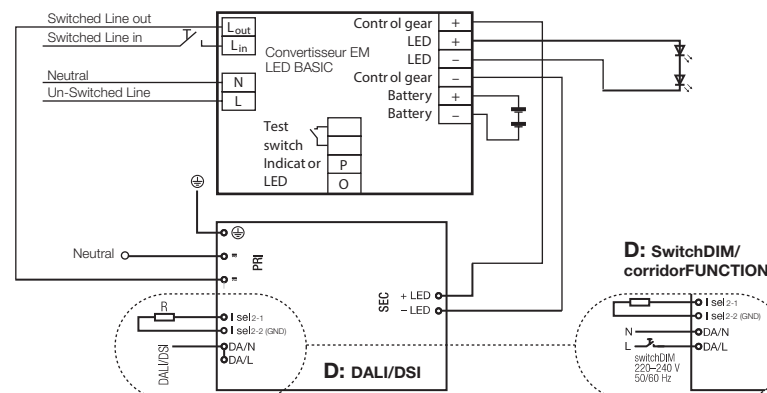 Switched Line out
Switched Line in
Neutral
Un-Switched Line
Lout
Lin
N
L
Convertisseur EM
LED BASIC
Control gear +
LED +
LED –
Control gear –
Battery +
Battery –
Test
switch
Indicator
LED
P
O
Neutral
PRI
=
=
SEC
+ LED
– LED
R
I sel2-1
I sel2-2 (GND)
DA/N
DA/L
DALI/DSI
D: DALI/DSI
D: SwitchDIM/
corridorFUNCTION
I sel2-1
I sel2-2 (GND)
N
DA/N
L
DA/L
switchDIM
220–240 V
50/60 Hz